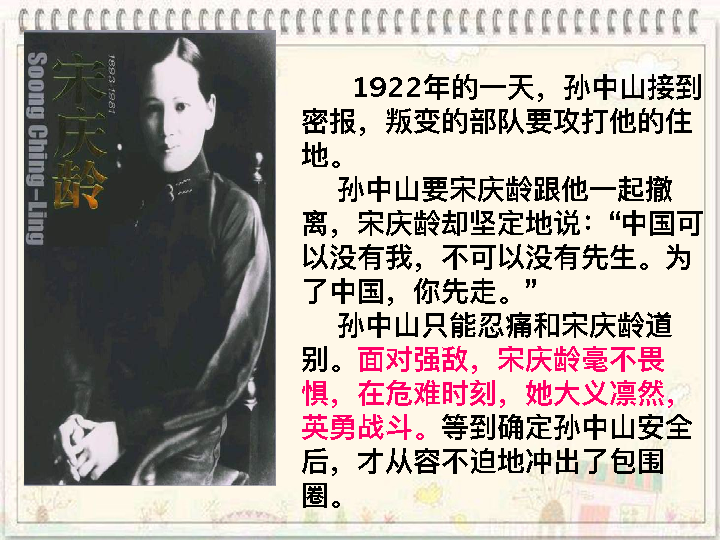 宋庆龄
1893-1981
Soong Ching-Ling
1922年的一天，孙中山接到
密报，叛变的部队要攻打他的住
地。
孙中山要宋庆龄跟他一起撤
离，宋庆龄却坚定地说：“中国可
以没有我，不可以没有先生。为
了中国，你先走。”
孙中山只能忍痛和宋庆龄道
别。面对强敌，宋庆龄毫不畏
惧，在危难时刻，她大义凛然，
英勇战斗。等到确定孙中山安全
后，才从容不迫地冲出了包围
圈。